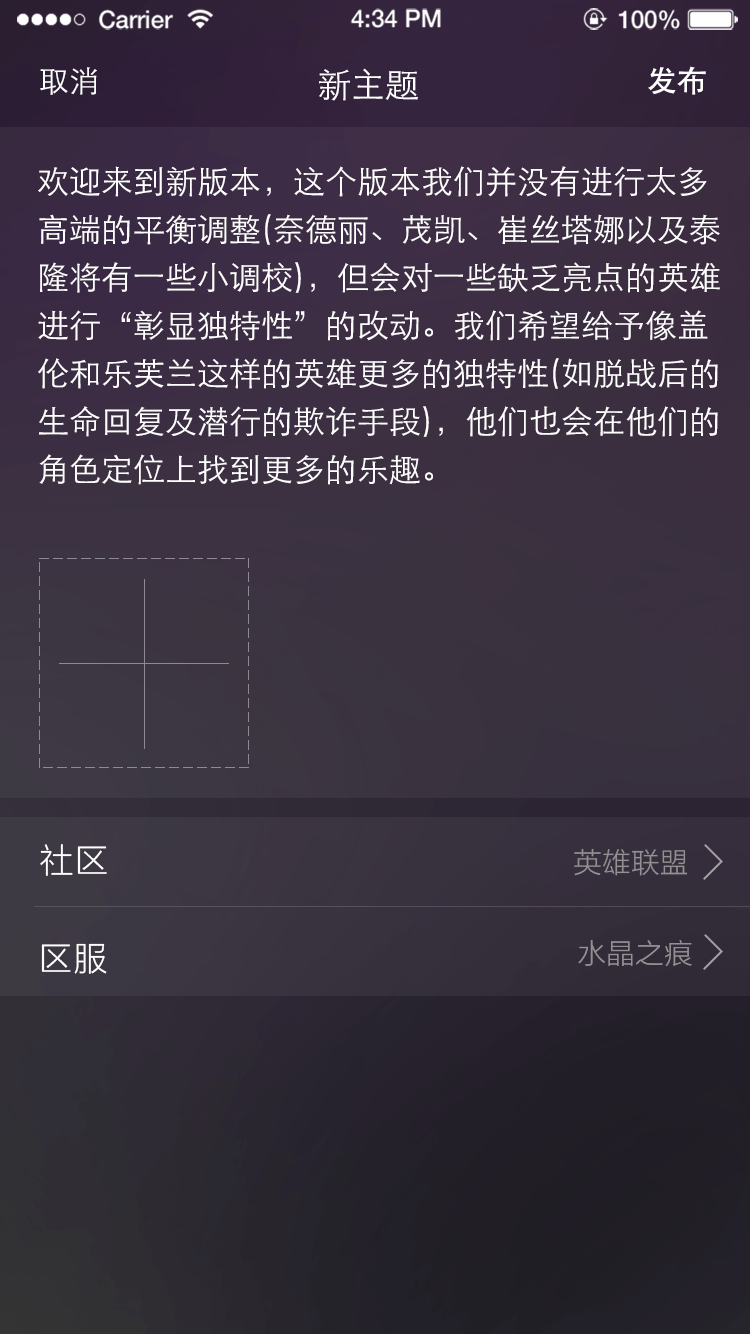 Carrier 4:34 PM 100%
取消 新主题 发布
欢迎来到新版本，这个版本我们并没有进行太多
高端的平衡调整(奈德丽、茂凯、崔丝塔娜以及泰
隆将有一些小调校)，但会对一些缺乏亮点的英雄
进行“彰显独特性”的改动。我们希望给予像盖
伦和乐芙兰这样的英雄更多的独特性(如脱战后的
生命回复及潜行的欺诈手段)，他们也会在他们的
角色定位上找到更多的乐趣。
社区 英雄联盟
区服 水晶之痕